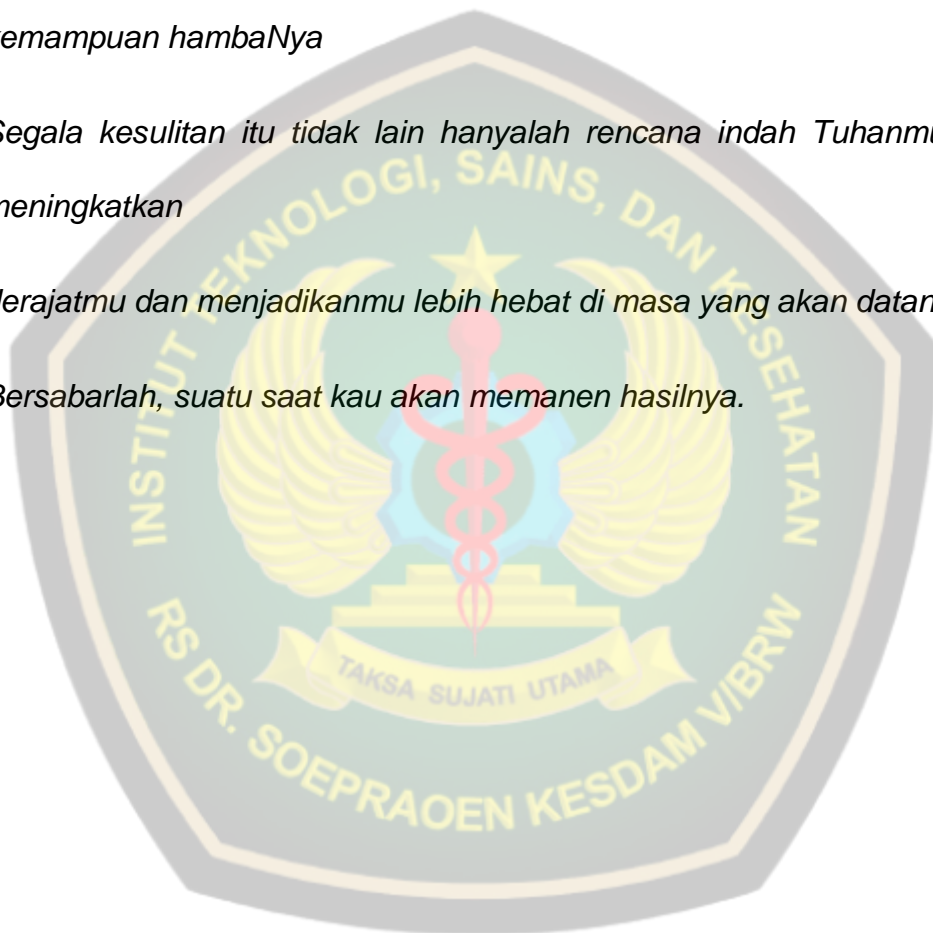 kemampuan hambaNya
Segala kesulitan itu tidak lain hanyalah rencana indah Tuhanmu
meningkatkan
derajatmu dan menjadikanmu lebih hebat di masa yang akan datan
Bersabarlah, suatu saat kau akan memanen hasilnya.
INSTITUT TEKNOLOGI, SAINS, DAN KESEHATAN
TAKSA SUJATI UTAMA
RS DR. SOEPRAOEN KESDAM V/BRW